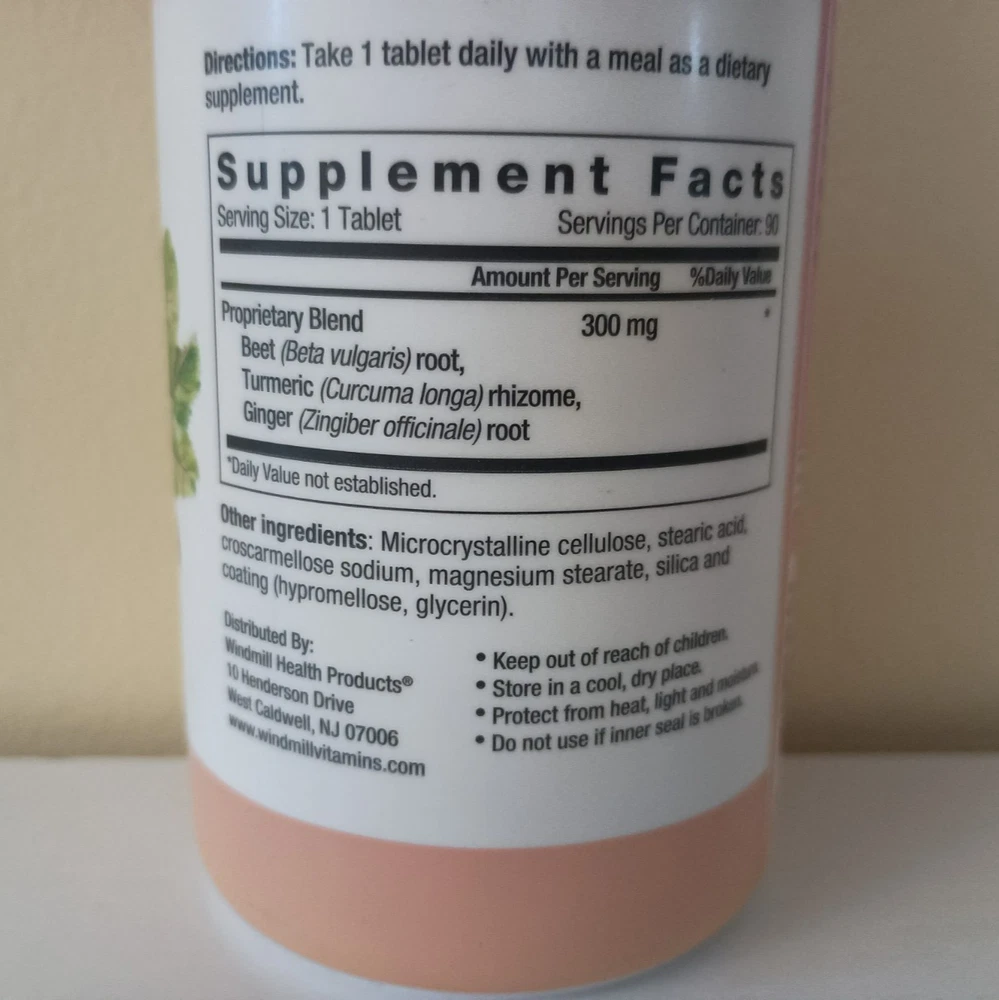 Directions: Take 1 tablet daily with a meal as a dietary
supplement.
Supplement Facts
Serving Size: 1 Tablet Servings Per Container: 90
Amount Per Serving %Daily Value
Proprietary Blend 300 mg *
Beet (Beta vulgaris) root,
Turmeric (Curcuma longa) rhizome,
Ginger (Zingiber officinale) root
*Daily Value not established.
Other ingredients: Microcrystalline cellulose, stearic acid,
croscarmellose sodium, magnesium stearate, silica and
coating (hypromellose, glycerin).
Distributed By:
Windmill Health Products®
10 Henderson Drive
West Caldwell, NJ 07006
www.windmillvitamins.com
• Keep out of reach of children.
• Store in a cool, dry place.
• Protect from heat, light and moisture.
• Do not use if inner seal is broken.